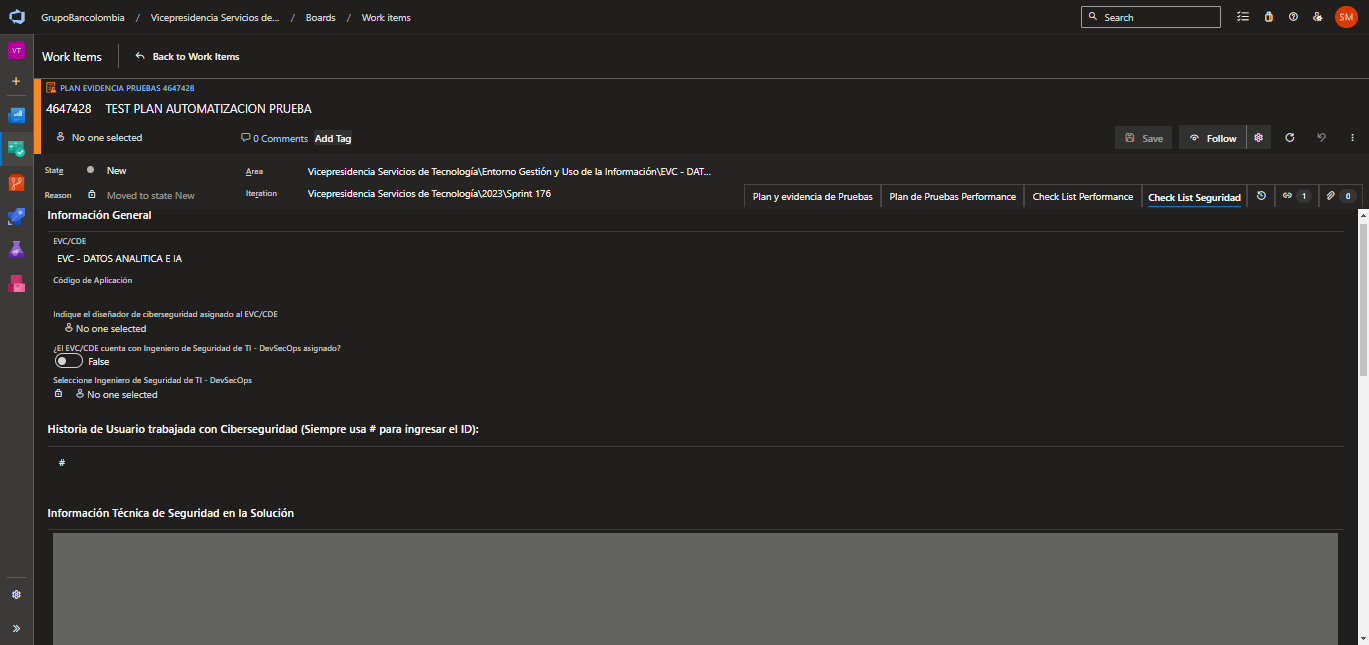 GrupoBancolombia / Vicepresidencia Servicios de... / Boards / Work items
Search
SM
VT
Work Items
Back to Work Items
PLAN EVIDENCIA PRUEBAS 4647428
4647428 TEST PLAN AUTOMATIZACION PRUEBA
No one selected
0 Comments
Add Tag
Save
Follow
State New
Area Vicepresidencia Servicios de Tecnología\Entorno Gestión y Uso de la Información\EVC - DAT...
Reason Moved to state New
Iteration Vicepresidencia Servicios de Tecnología\2023\Sprint 176
Plan y evidencia de Pruebas
Plan de Pruebas Performance
Check List Performance
Check List Seguridad
1
0
Información General
EVC/CDE
EVC - DATOS ANALITICA E IA
Código de Aplicación
Indique el diseñador de ciberseguridad asignado al EVC/CDE
No one selected
¿El EVC/CDE cuenta con Ingeniero de Seguridad de TI - DevSecOps asignado?
False
Seleccione Ingeniero de Seguridad de TI - DevSecOps
No one selected
Historia de Usuario trabajada con Ciberseguridad (Siempre usa # para ingresar el ID):
#
Información Técnica de Seguridad en la Solución